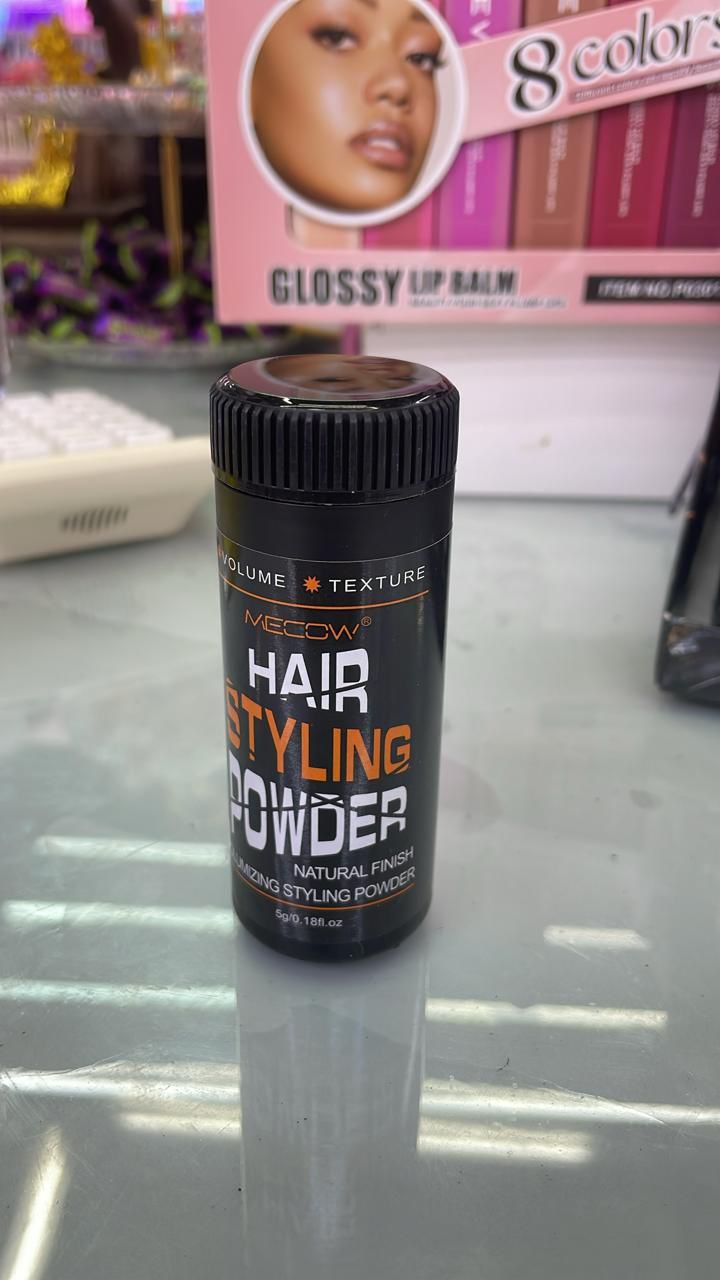 8 colors
GLOSSY LIP BALM
VOLUME TEXTURE
MECOW®
HAIR
STYLING
POWDER
NATURAL FINISH
STYLING POWDER
5g/0.18fl.oz